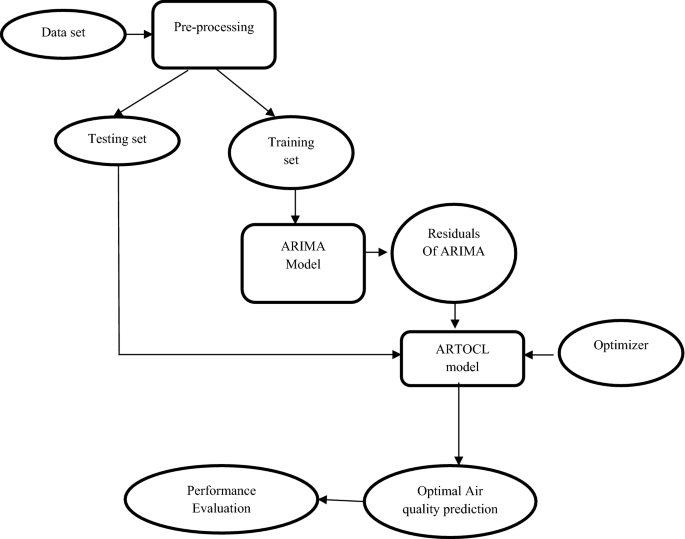 Data set
Pre-processing
Testing set
Training
set
ARIMA
Model
Residuals
Of ARIMA
ARTOCL
model
Optimizer
Performance
Evaluation
Optimal Air
quality prediction